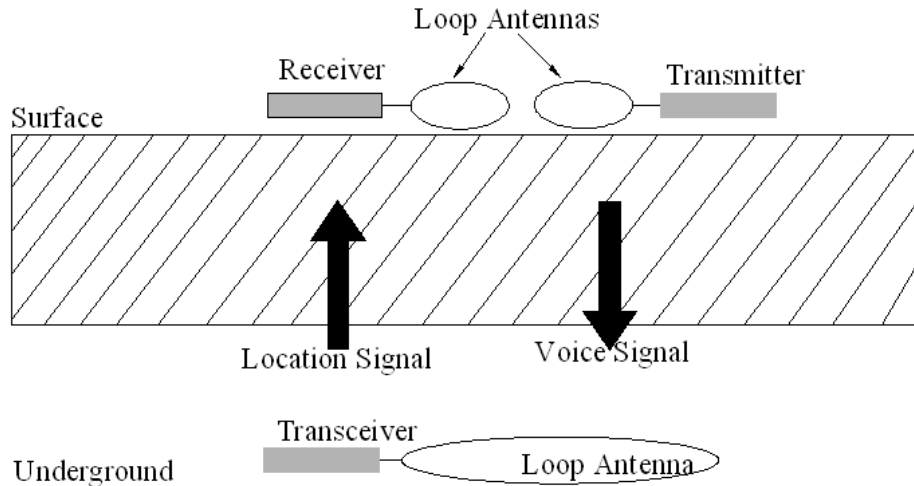 Loop Antennas
Receiver
Transmitter
Surface
Location Signal
Voice Signal
Transceiver
Loop Antenna
Underground